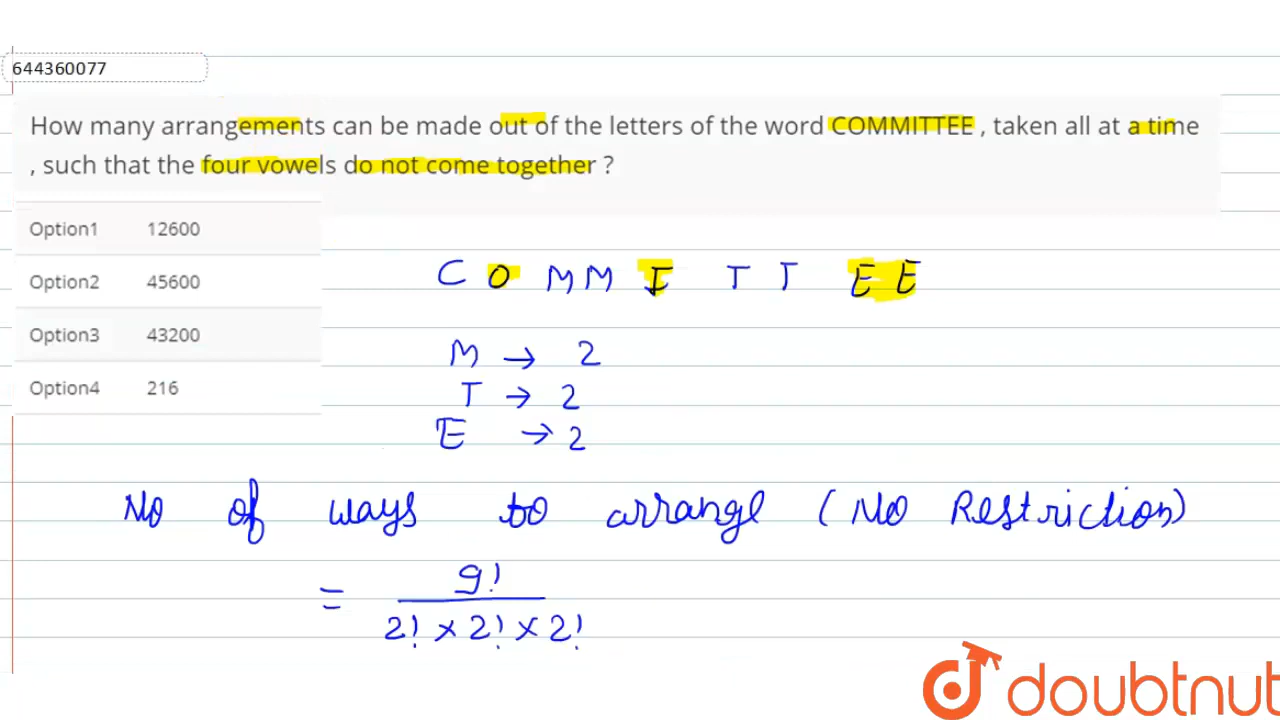 644360077
How many arrangements can be made out of the letters of the word COMMITTEE , taken all at a time
, such that the four vowels do not come together ?
Option1 12600
Option2 45600
Option3 43200
Option4 216
C O M M I T T E E
M → 2
T → 2
E → 2
No of ways to arrange (No Restriction)
= 9!
2! × 2! × 2!
doubtnut